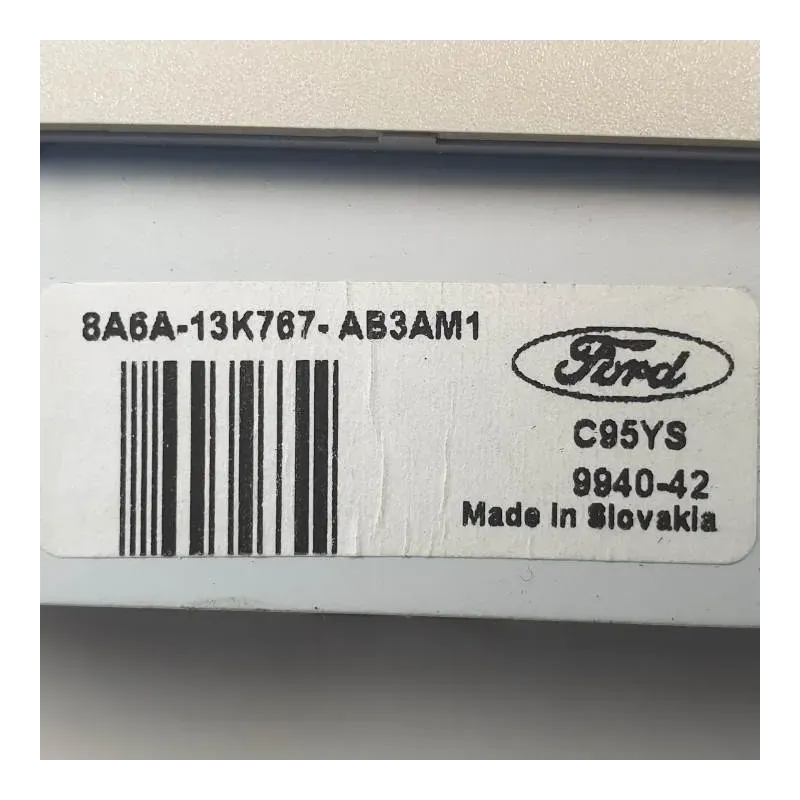 8A6A-13K767-AB3AM1
Ford
C95YS
9940-42
Made in Slovakia